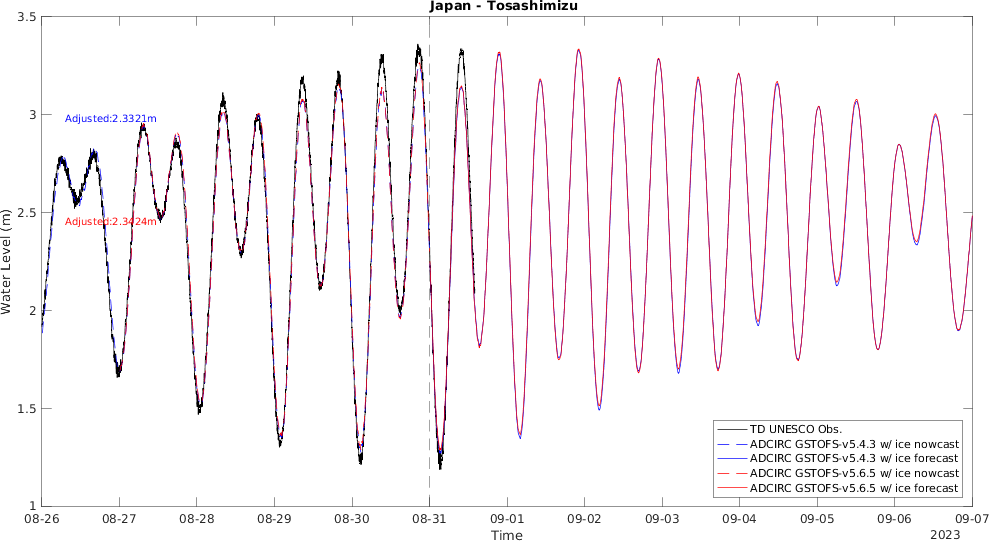 Japan - Tosashimizu
3.5
3
2.5
2
1.5
1
Water Level (m)
Adjusted:2.3321m
Adjusted:2.3424m
TD UNESCO Obs.
ADCIRC GSTOFS-v5.4.3 w/ ice nowcast
ADCIRC GSTOFS-v5.4.3 w/ ice forecast
ADCIRC GSTOFS-v5.6.5 w/ ice nowcast
ADCIRC GSTOFS-v5.6.5 w/ ice forecast
08-26 08-27 08-28 08-29 08-30 08-31 09-01 09-02 09-03 09-04 09-05 09-06 09-07
Time
2023